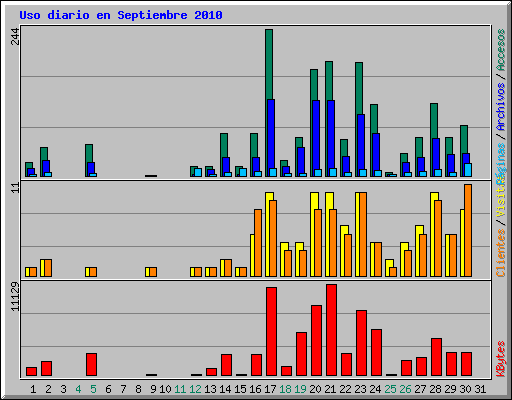 Uso diario en Septiembre 2010
244
11
11129
Accesos / Archivos / Páginas
Visitas / Clientes
KBytes
1 2 3 4 5 6 7 8 9 10 11 12 13 14 15 16 17 18 19 20 21 22 23 24 25 26 27 28 29 30 31